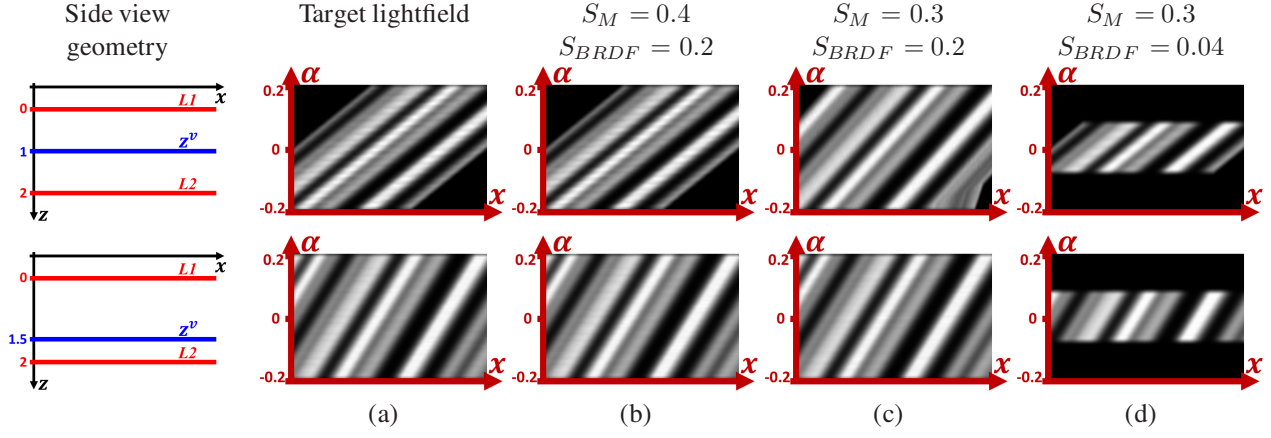 Side view geometry
Target lightfield
S_M = 0.4
S_BRDF = 0.2
S_M = 0.3
S_BRDF = 0.2
S_M = 0.3
S_BRDF = 0.04
x
0 L1
1 z^v
2 L2
z
α
0.2
0
-0.2
x
α
0.2
0
-0.2
x
α
0.2
0
-0.2
x
α
0.2
0
-0.2
x
x
0 L1
1.5 z^v
2 L2
z
α
0.2
0
-0.2
x
α
0.2
0
-0.2
x
α
0.2
0
-0.2
x
α
0.2
0
-0.2
x
(a) (b) (c) (d)